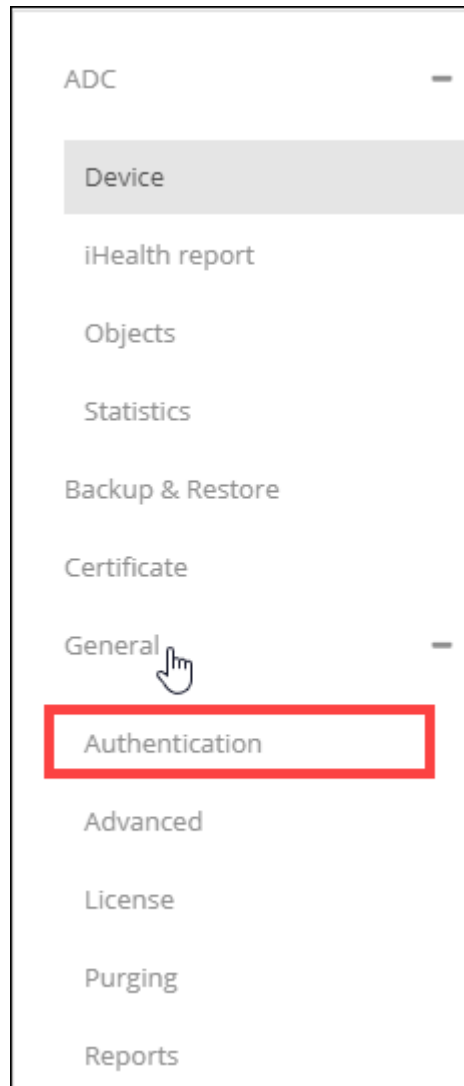 ADC
Device
iHealth report
Objects
Statistics
Backup & Restore
Certificate
General
Authentication
Advanced
License
Purging
Reports